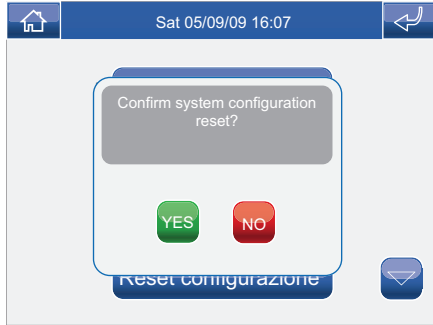 Sat 05/09/09 16:07
Confirm system configuration
reset?
YES
NO
Reset configurazione